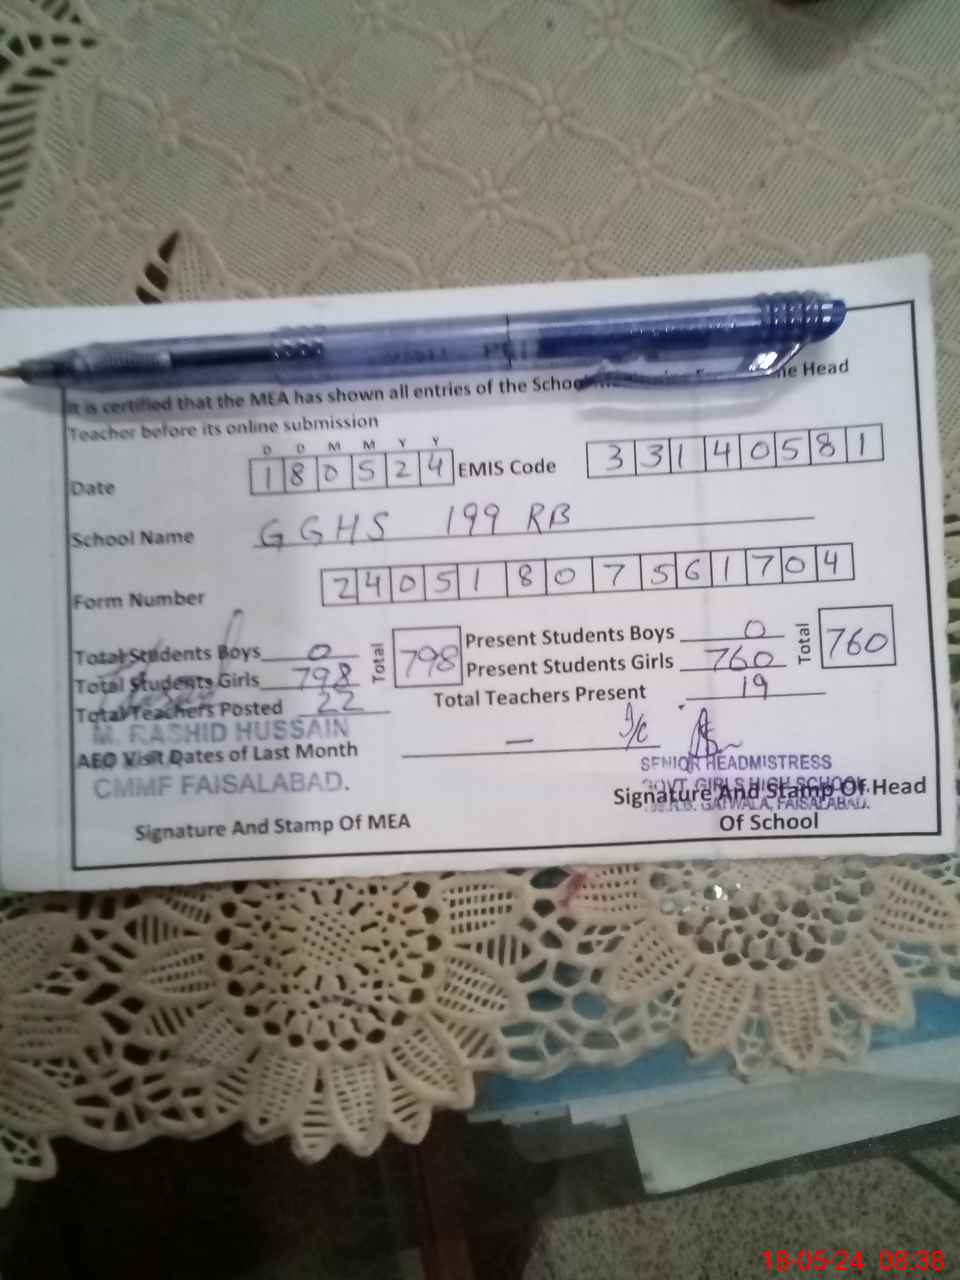 It is certified that the MEA has shown all entries of the School the Head
Teacher before its online submission
D D M M Y Y
Date 1 8 0 5 2 4 EMIS Code 3 3 1 4 0 5 8 1
School Name GGHS 199 RB
Form Number 2 4 0 5 1 8 0 7 5 6 1 7 0 4
Total Students Boys 0 Total 798 Present Students Boys 0 Total 760
Total Students Girls 798 Present Students Girls 760
Total Teachers Posted 22 Total Teachers Present 19
M. RASHID HUSSAIN
AEO Visit Dates of Last Month — I/C
CMMF FAISALABAD.
SENIOR HEADMISTRESS
GOVT. GIRLS HIGH SCHOOL,
R.B. GATWALA, FAISALABAD.
Signature And Stamp Of MEA
Signature And Stamp Of Head
Of School
18-05-24 08:38